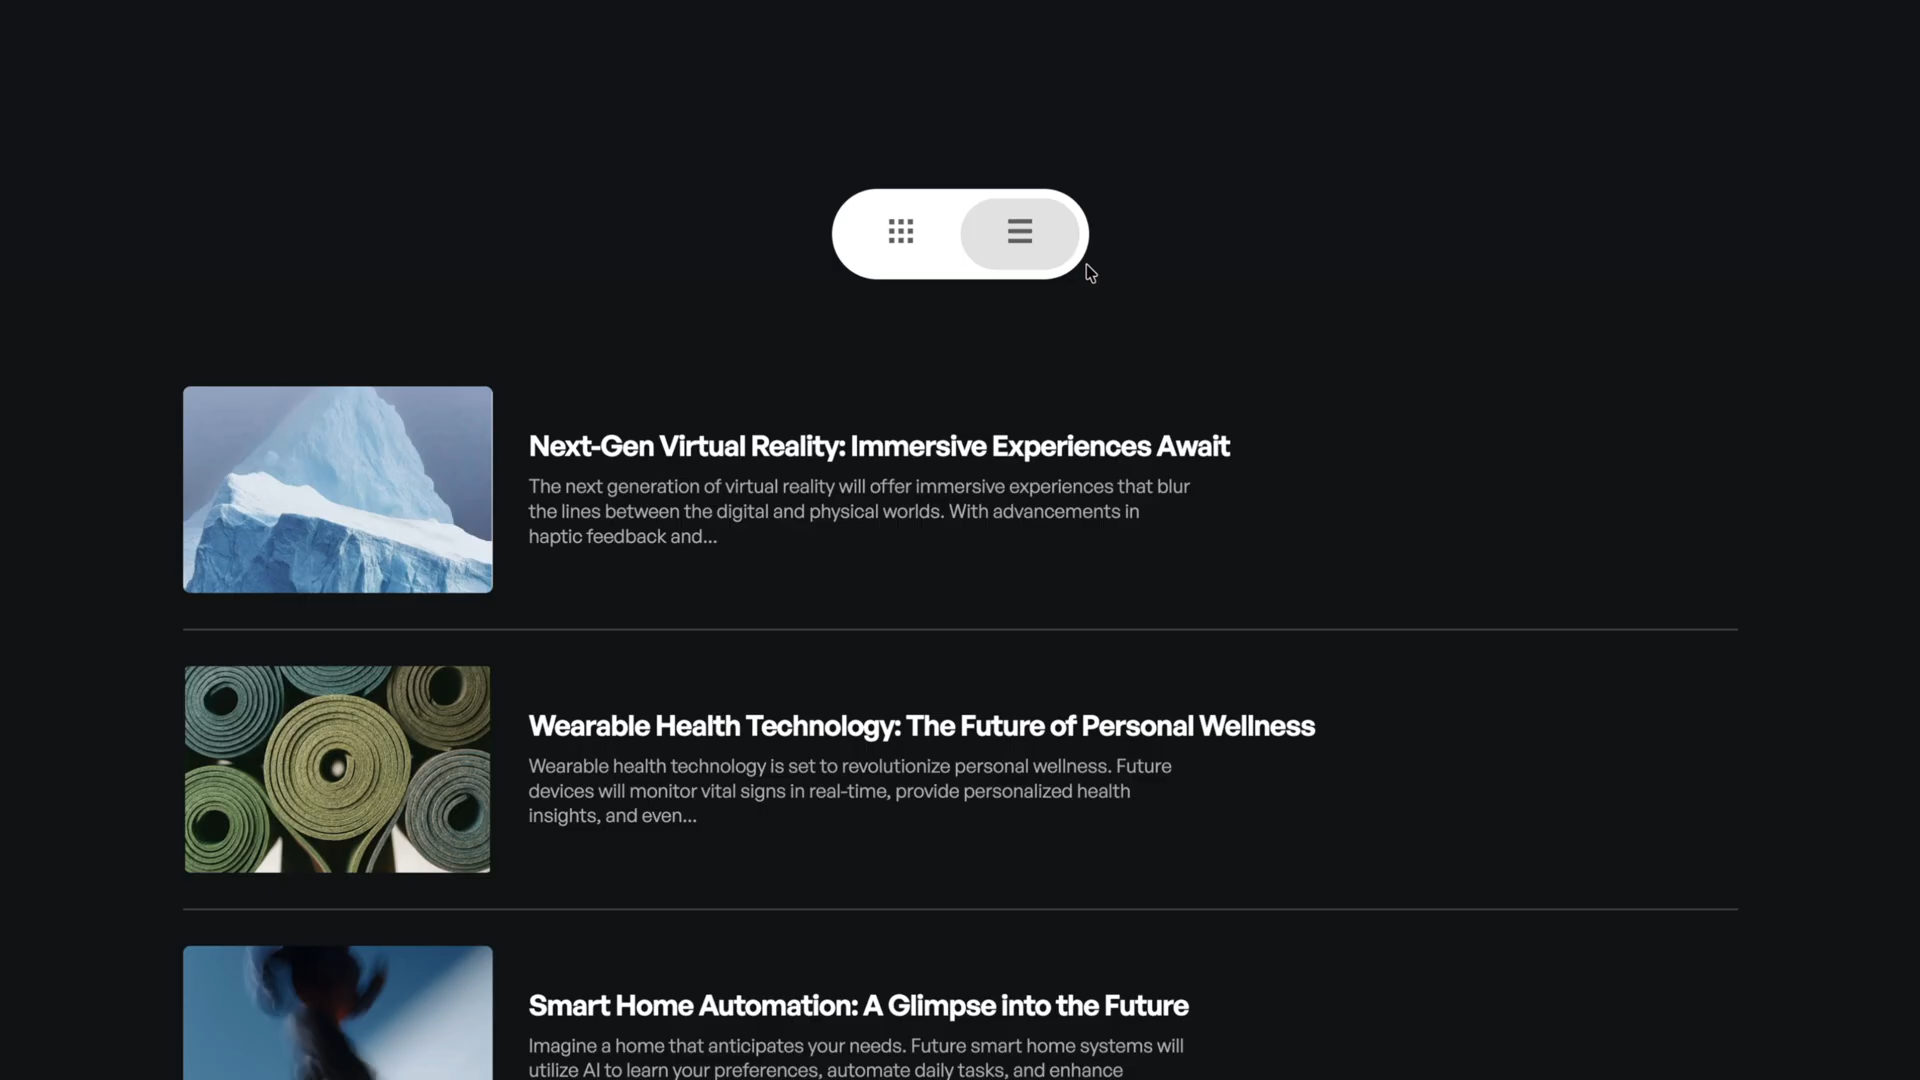 Next-Gen Virtual Reality: Immersive Experiences Await
The next generation of virtual reality will offer immersive experiences that blur
the lines between the digital and physical worlds. With advancements in
haptic feedback and...
Wearable Health Technology: The Future of Personal Wellness
Wearable health technology is set to revolutionize personal wellness. Future
devices will monitor vital signs in real-time, provide personalized health
insights, and even...
Smart Home Automation: A Glimpse into the Future
Imagine a home that anticipates your needs. Future smart home systems will
utilize AI to learn your preferences, automate daily tasks, and enhance